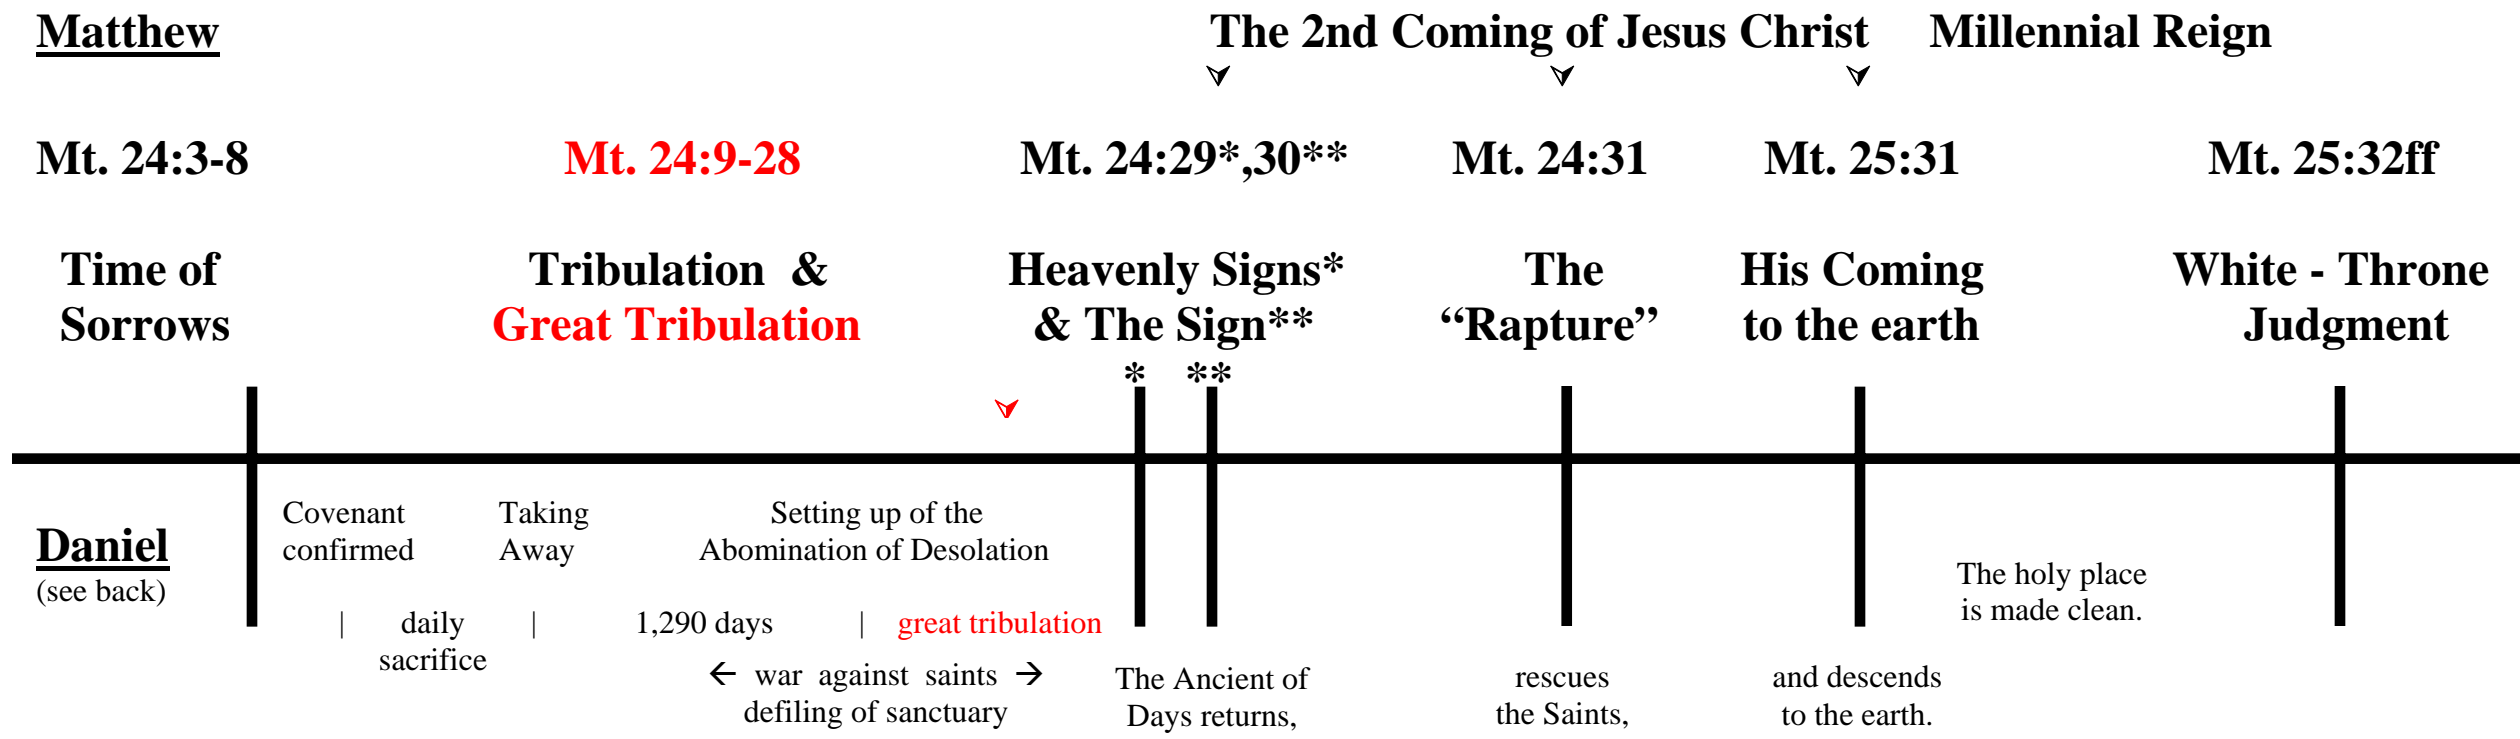 Matthew The 2nd Coming of Jesus Christ Millennial Reign
Mt. 24:3-8 Mt. 24:9-28 Mt. 24:29*,30** Mt. 24:31 Mt. 25:31 Mt. 25:32ff
Time of Tribulation & Heavenly Signs* The His Coming White - Throne
Sorrows Great Tribulation & The Sign** “Rapture” to the earth Judgment
* **
Covenant Taking Setting up of the
confirmed Away Abomination of Desolation
Daniel
(see back)
The holy place
is made clean.
| daily | 1,290 days | great tribulation
sacrifice
← war against saints → The Ancient of rescues and descends
defiling of sanctuary Days returns, the Saints, to the earth.